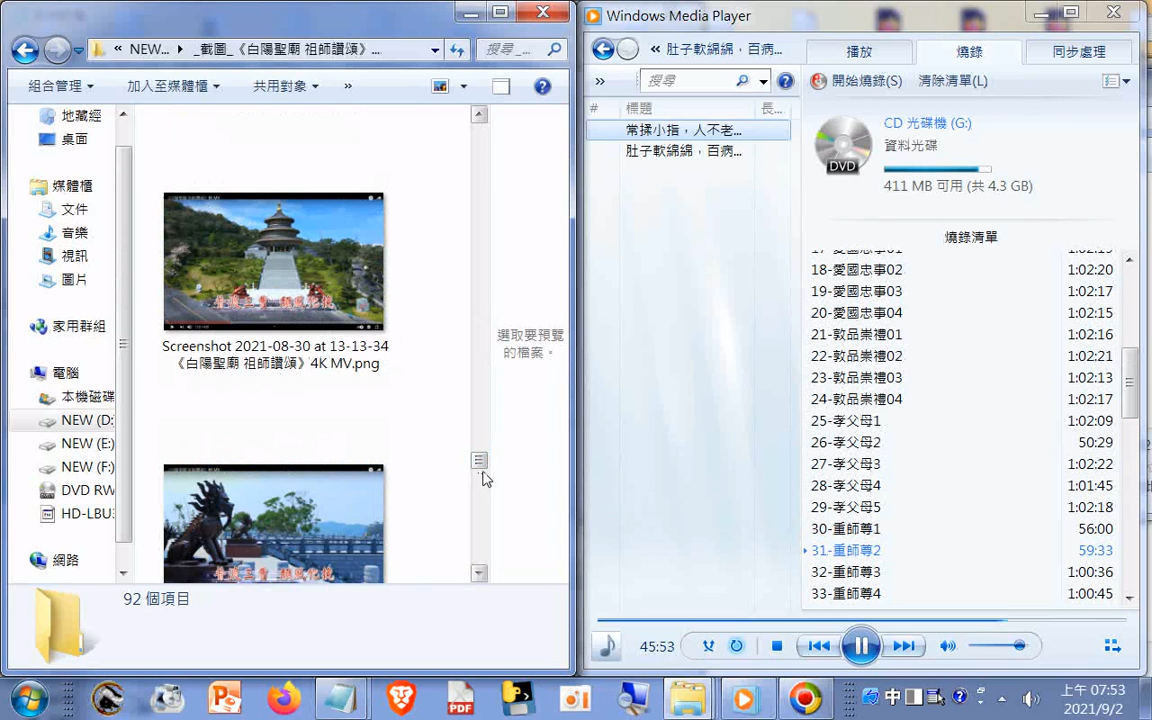 NEW... ▸ _截圖_《白陽聖廟 祖師讚頌》...
搜尋_...
組合管理
加入至媒體櫃
共用對象
»
地藏經
桌面
媒體櫃
文件
音樂
視訊
圖片
家用群組
電腦
本機磁碟
NEW (D:
NEW (E:)
NEW (F:)
DVD RW
HD-LBU3
網路
Screenshot 2021-08-30 at 13-13-34
《白陽聖廟 祖師讚頌》4K MV.png
選取要預覽
的檔案。
92 個項目
Windows Media Player
« 肚子軟綿綿，百病...
播放
燒錄
同步處理
»
搜尋
開始燒錄(S)
清除清單(L)
#
標題
長...
常揉小指，人不老...
肚子軟綿綿，百病...
DVD
CD 光碟機 (G:)
資料光碟
411 MB 可用 (共 4.3 GB)
燒錄清單
18-愛國忠事02 1:02:20
19-愛國忠事03 1:02:17
20-愛國忠事04 1:02:15
21-敦品崇禮01 1:02:16
22-敦品崇禮02 1:02:21
23-敦品崇禮03 1:02:13
24-敦品崇禮04 1:02:17
25-孝父母1 1:02:09
26-孝父母2 50:29
27-孝父母3 1:02:22
28-孝父母4 1:01:45
29-孝父母5 1:02:18
30-重師尊1 56:00
31-重師尊2 59:33
32-重師尊3 1:00:36
33-重師尊4 1:00:45
45:53
PDF
中
上午 07:53
2021/9/2